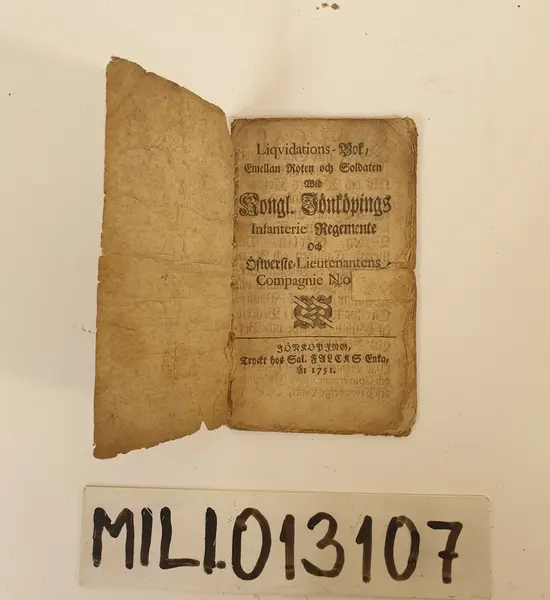 Liqvidations-Bok,
Emellan Roten och Soldaten
Wid
Kongl. Jönköpings
Infanterie Regemente
Och
Öfwerste-Lieutenantens
Compagnie N:o
JÖNKÖPING,
Tryckt hos Sal. FALCKS Enka,
År 1751.
MILI.013107